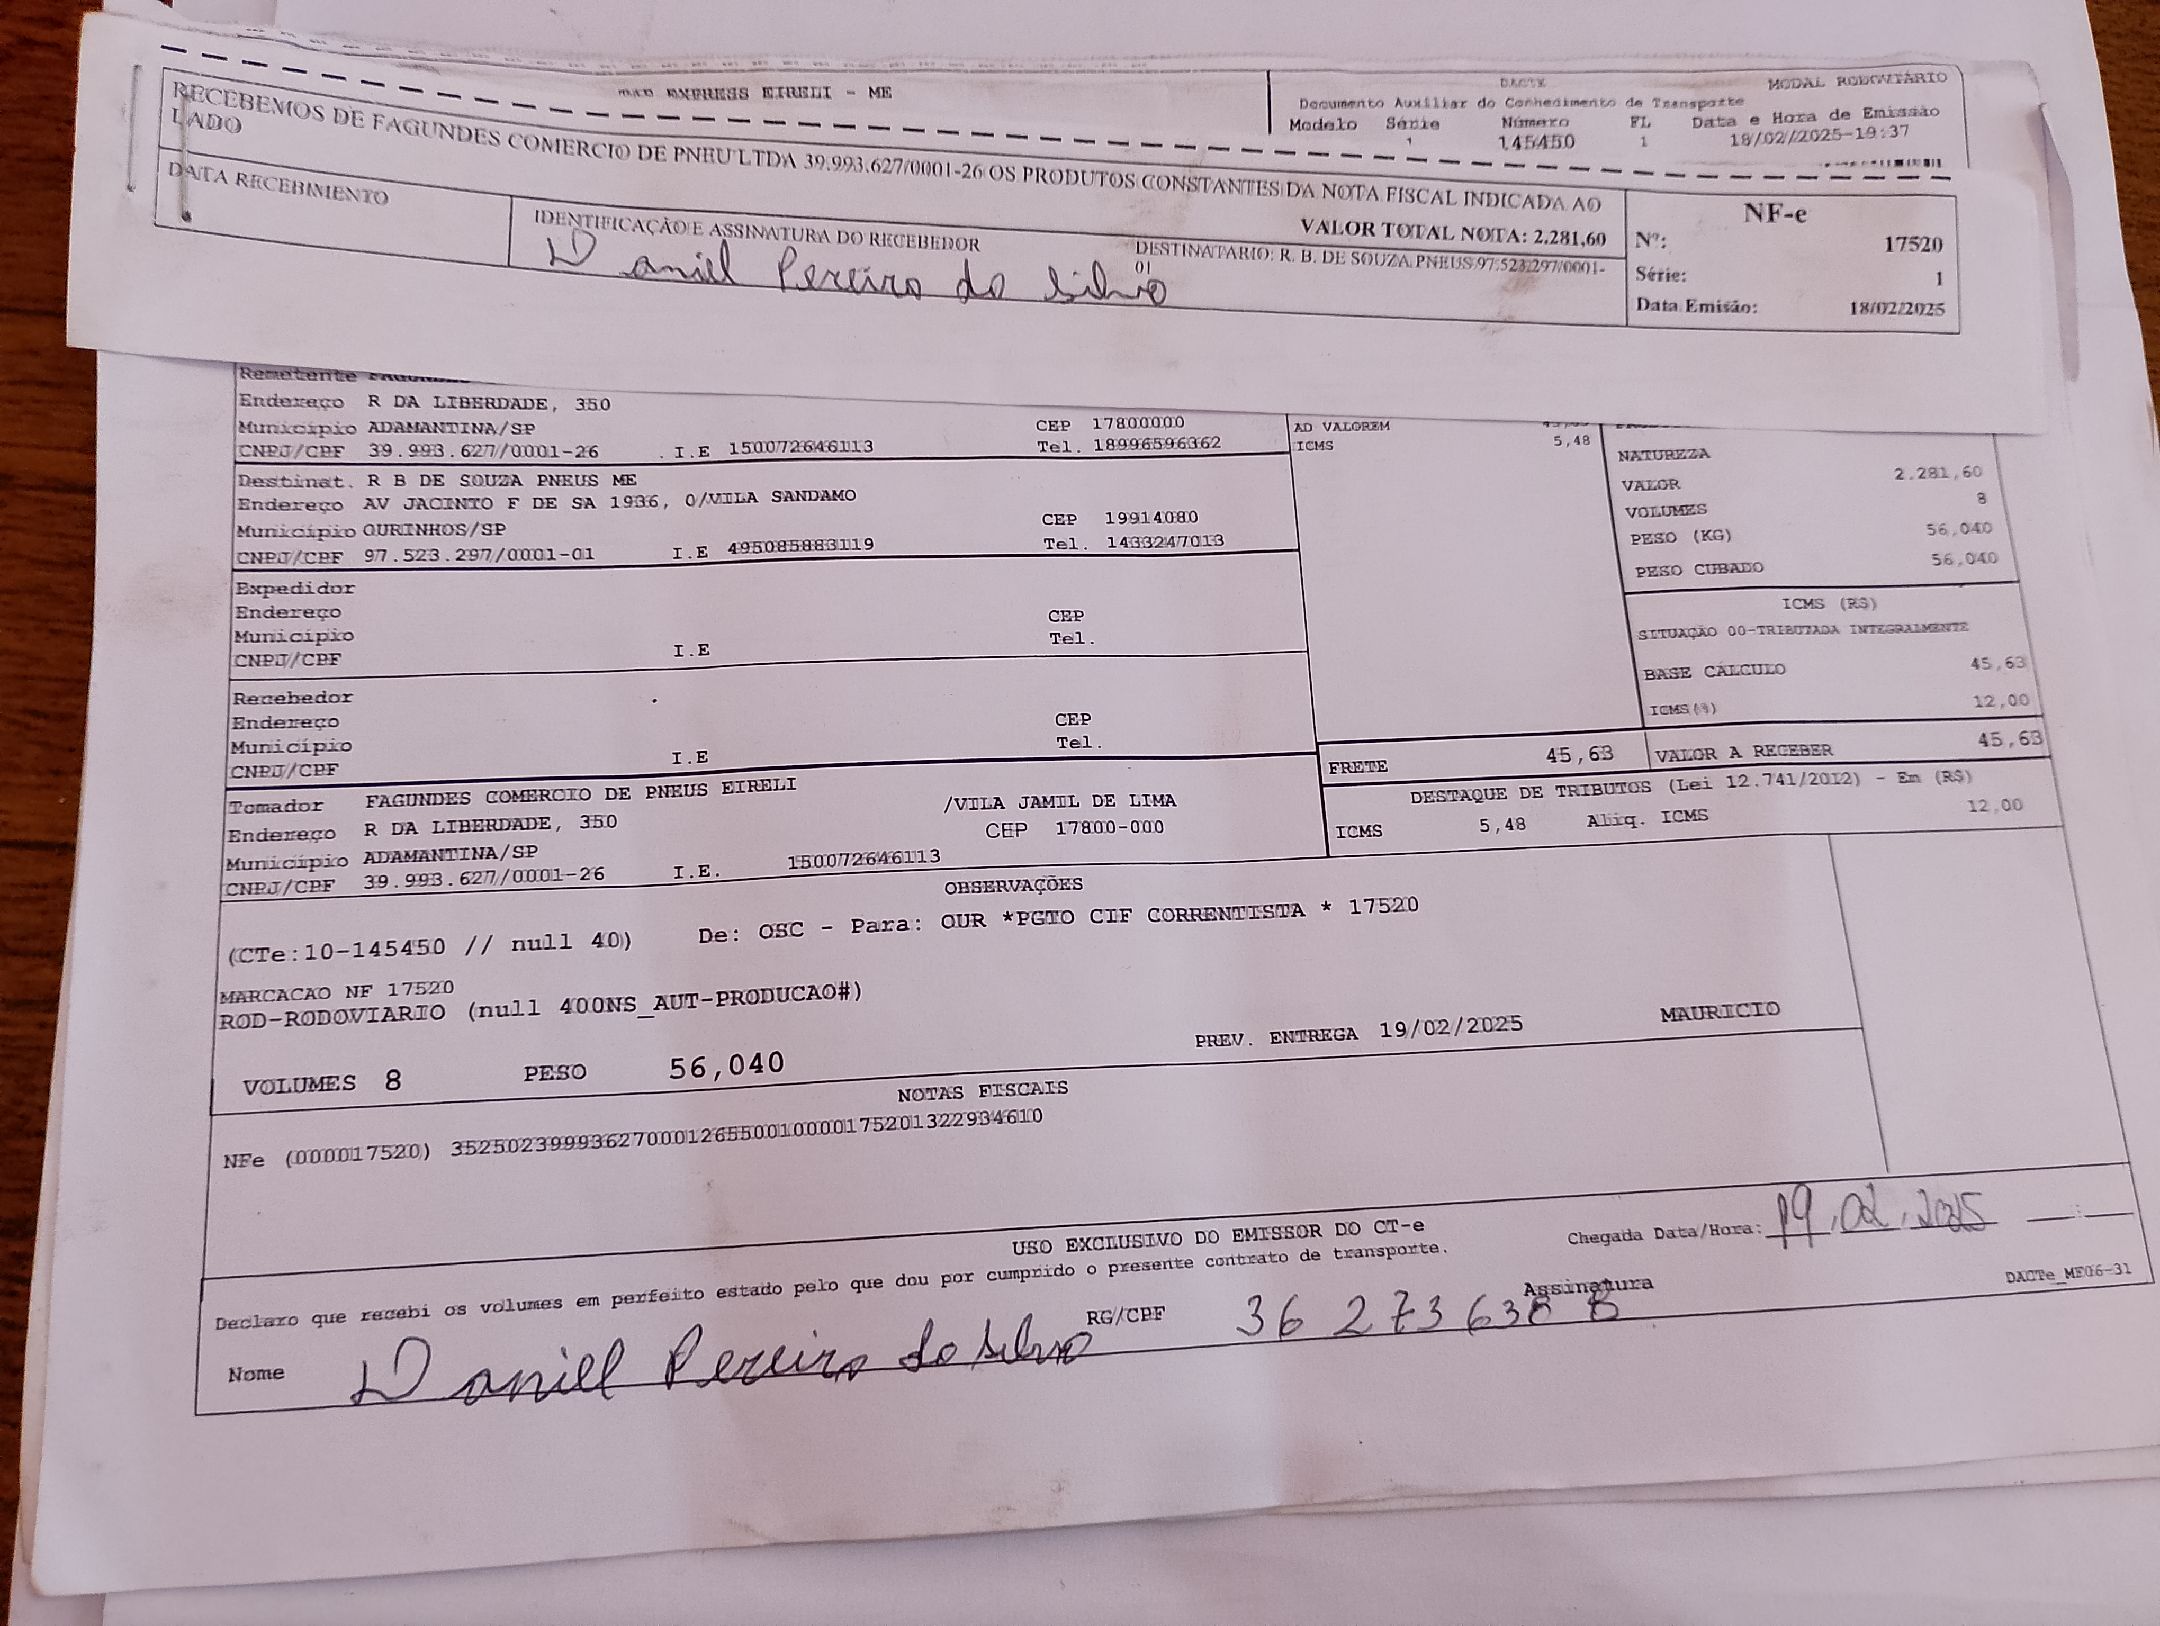 EXPRESS EIRELI - ME
DACTE
MODAL RODOVIÁRIO
Documento Auxiliar do Conhecimento de Transporte
Modelo Série Número FL Data e Hora de Emissão
1 145450 1 18/02/2025-19:37
RECEBEMOS DE FAGUNDES COMERCIO DE PNEU LTDA 39.993.627/0001-26 OS PRODUTOS CONSTANTES DA NOTA FISCAL INDICADA AO
LADO
VALOR TOTAL NOTA: 2.281,60
DATA RECEBIMENTO
IDENTIFICAÇÃO E ASSINATURA DO RECEBEDOR
DESTINATARIO: R. B. DE SOUZA PNEUS 97.523.297/0001-
01
Daniel Pereira da Silva
NF-e
Nº: 17520
Série: 1
Data Emisão: 18/02/2025
Remetente FAGUNDES
Endereço R DA LIBERDADE, 350
Município ADAMANTINA/SP CEP 17800000
CNPJ/CPF 39.993.627/0001-26 I.E 150072646113 Tel. 18996596362
Destinat. R B DE SOUZA PNEUS ME
Endereço AV JACINTO F DE SA 1936, 0/VILA SANDAMO
Município OURINHOS/SP CEP 19914080
CNPJ/CPF 97.523.297/0001-01 I.E 495085883119 Tel. 1433247013
Expedidor
Endereço CEP
Município Tel.
CNPJ/CPF I.E
Recebedor
Endereço CEP
Município Tel.
CNPJ/CPF I.E
Tomador FAGUNDES COMERCIO DE PNEUS EIRELI
Endereço R DA LIBERDADE, 350 /VILA JAMIL DE LIMA
Município ADAMANTINA/SP CEP 17800-000
CNPJ/CPF 39.993.627/0001-26 I.E. 150072646113
AD VALOREM
ICMS 5,48
NATUREZA
VALOR 2.281,60
VOLUMES 8
PESO (KG) 56,040
PESO CUBADO 56,040
ICMS (R$)
SITUAÇÃO 00-TRIBUTADA INTEGRALMENTE
BASE CÁLCULO 45,63
ICMS(%) 12,00
FRETE 45,63 VALOR A RECEBER 45,63
DESTAQUE DE TRIBUTOS (Lei 12.741/2012) - Em (R$)
ICMS 5,48 Aliq. ICMS 12,00
OBSERVAÇÕES
(CTe:10-145450 // null 40) De: OSC - Para: OUR *PGTO CIF CORRENTISTA * 17520
MARCACAO NF 17520
ROD-RODOVIARIO (null 400NS_AUT-PRODUCAO#)
PREV. ENTREGA 19/02/2025 MAURICIO
VOLUMES 8 PESO 56,040
NOTAS FISCAIS
NFe (000017520) 35250239993627000126550010000175201322934610
USO EXCLUSIVO DO EMISSOR DO CT-e
Declaro que recebi os volumes em perfeito estado pelo que dou por cumprido o presente contrato de transporte.
Chegada Data/Hora: 19.02.2025
Assinatura
DACTe_ME06-31
Nome Daniel Pereira da Silva RG/CPF 36 273 638 8